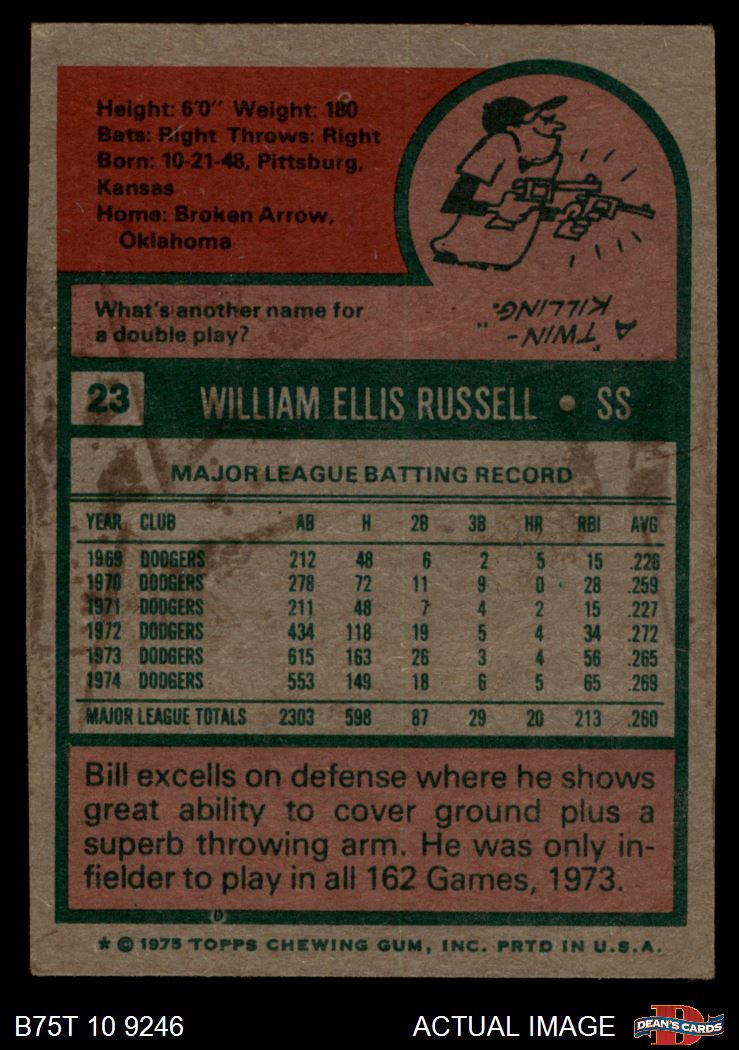 Height: 6'0" Weight: 180
Bats: Right Throws: Right
Born: 10-21-48, Pittsburg,
Kansas
Home: Broken Arrow,
Oklahoma
What's another name for
a double play?
A "TWIN-
KILLING."
23 WILLIAM ELLIS RUSSELL • SS
MAJOR LEAGUE BATTING RECORD
YEAR CLUB AB H 2B 3B HR RBI AVG
1969 DODGERS 212 48 6 2 5 15 .226
1970 DODGERS 278 72 11 9 0 28 .259
1971 DODGERS 211 48 7 4 2 15 .227
1972 DODGERS 434 118 19 5 4 34 .272
1973 DODGERS 615 163 26 3 4 56 .265
1974 DODGERS 553 149 18 6 5 65 .269
MAJOR LEAGUE TOTALS 2303 598 87 29 20 213 .260
Bill excells on defense where he shows
great ability to cover ground plus a
superb throwing arm. He was only in-
fielder to play in all 162 Games, 1973.
D
* © 1975 TOPPS CHEWING GUM, INC. PRTD IN U.S.A.
B75T 10 9246 ACTUAL IMAGE
D
DEAN'S CARDS